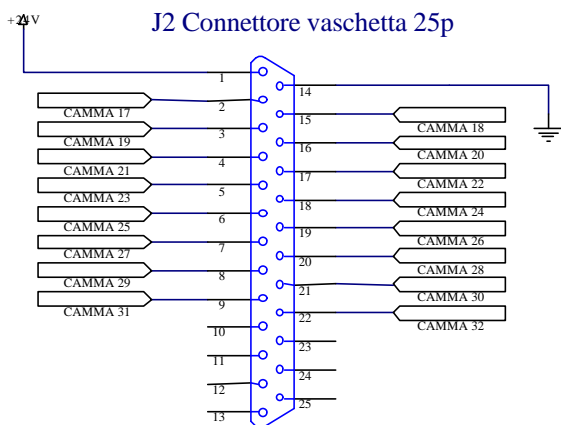 J2 Connettore vaschetta 25p
+24V
1
14
2
CAMMA 17
15
CAMMA 18
3
CAMMA 19
16
CAMMA 20
4
CAMMA 21
17
CAMMA 22
5
CAMMA 23
18
CAMMA 24
6
CAMMA 25
19
CAMMA 26
7
CAMMA 27
20
CAMMA 28
8
CAMMA 29
21
CAMMA 30
9
CAMMA 31
22
CAMMA 32
10
23
11
24
12
25
13